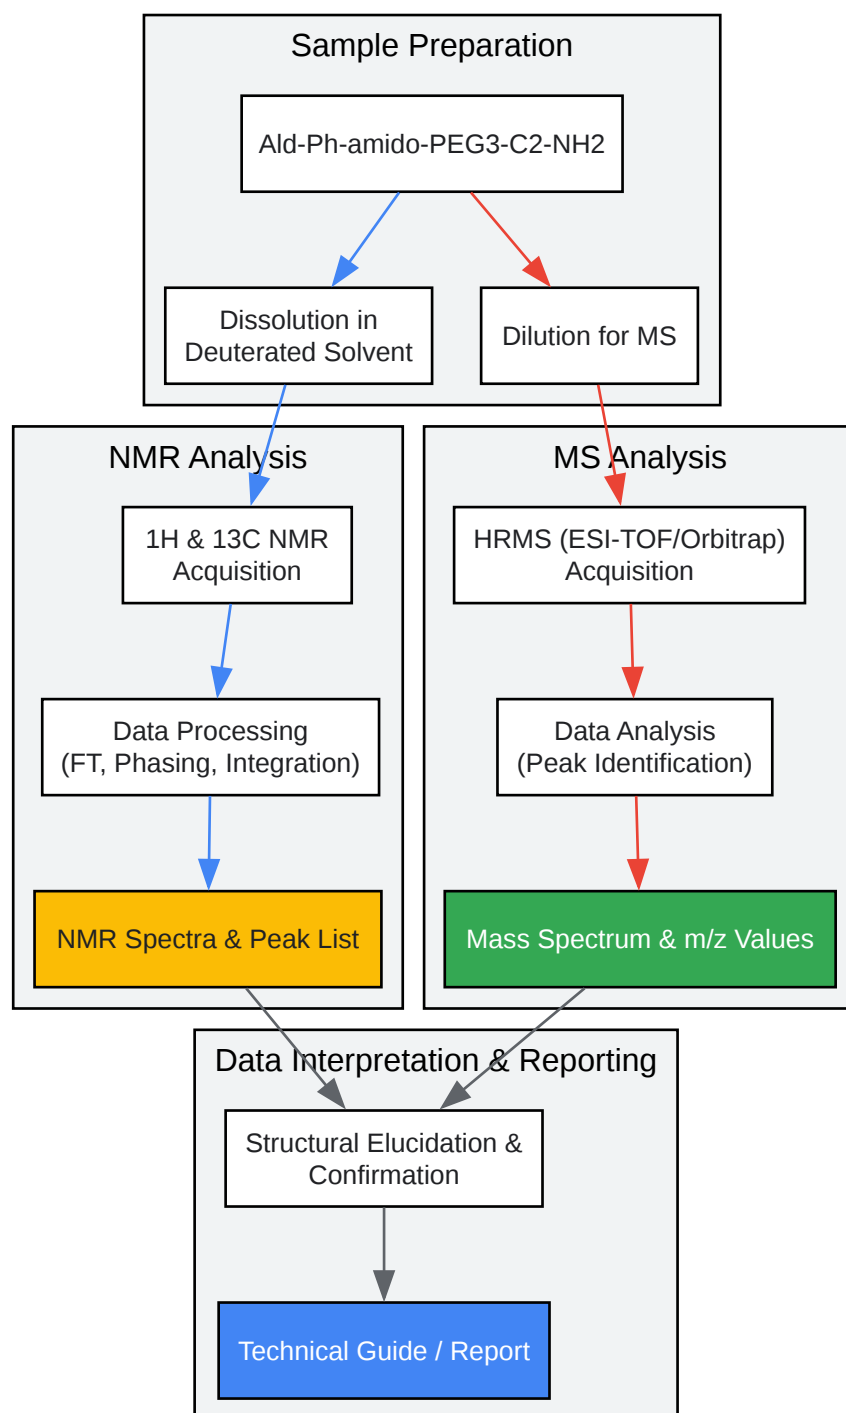 Sample Preparation
Ald-Ph-amido-PEG3-C2-NH2
Dissolution in
Deuterated Solvent
Dilution for MS
NMR Analysis
1H & 13C NMR
Acquisition
Data Processing
(FT, Phasing, Integration)
NMR Spectra & Peak List
MS Analysis
HRMS (ESI-TOF/Orbitrap)
Acquisition
Data Analysis
(Peak Identification)
Mass Spectrum & m/z Values
Data Interpretation & Reporting
Structural Elucidation &
Confirmation
Technical Guide / Report